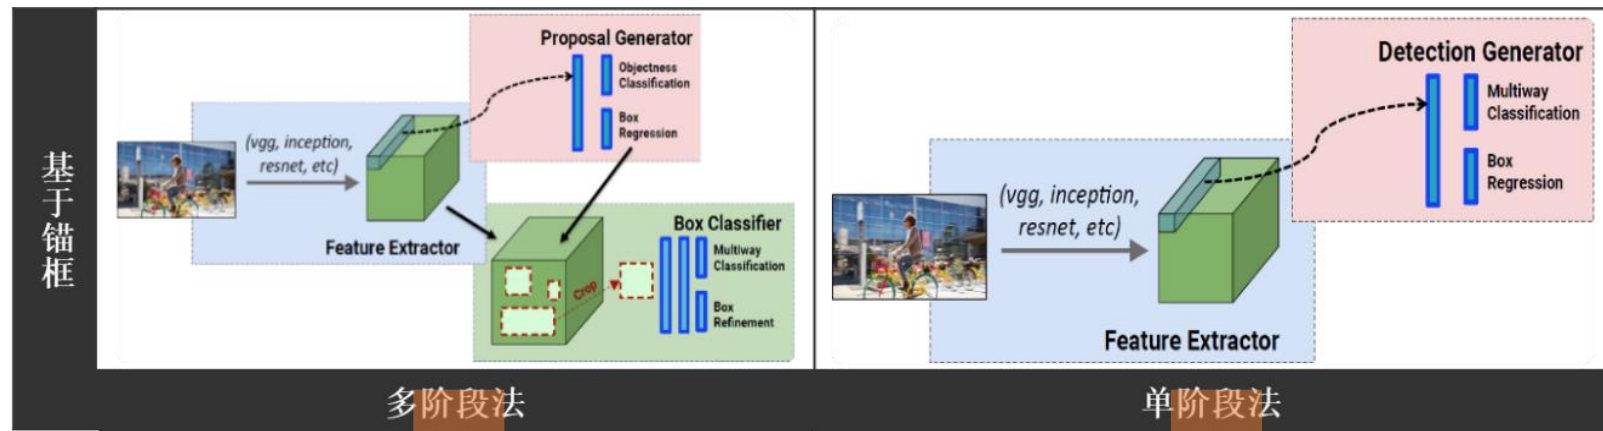 基于锚框
Proposal Generator
Objectness
Classification
Box
Regression
(vgg, inception,
resnet, etc)
Feature Extractor
Box Classifier
Multiway
Classification
Crop
Box
Refinement
多阶段法
Detection Generator
Multiway
Classification
Box
Regression
(vgg, inception,
resnet, etc)
Feature Extractor
单阶段法